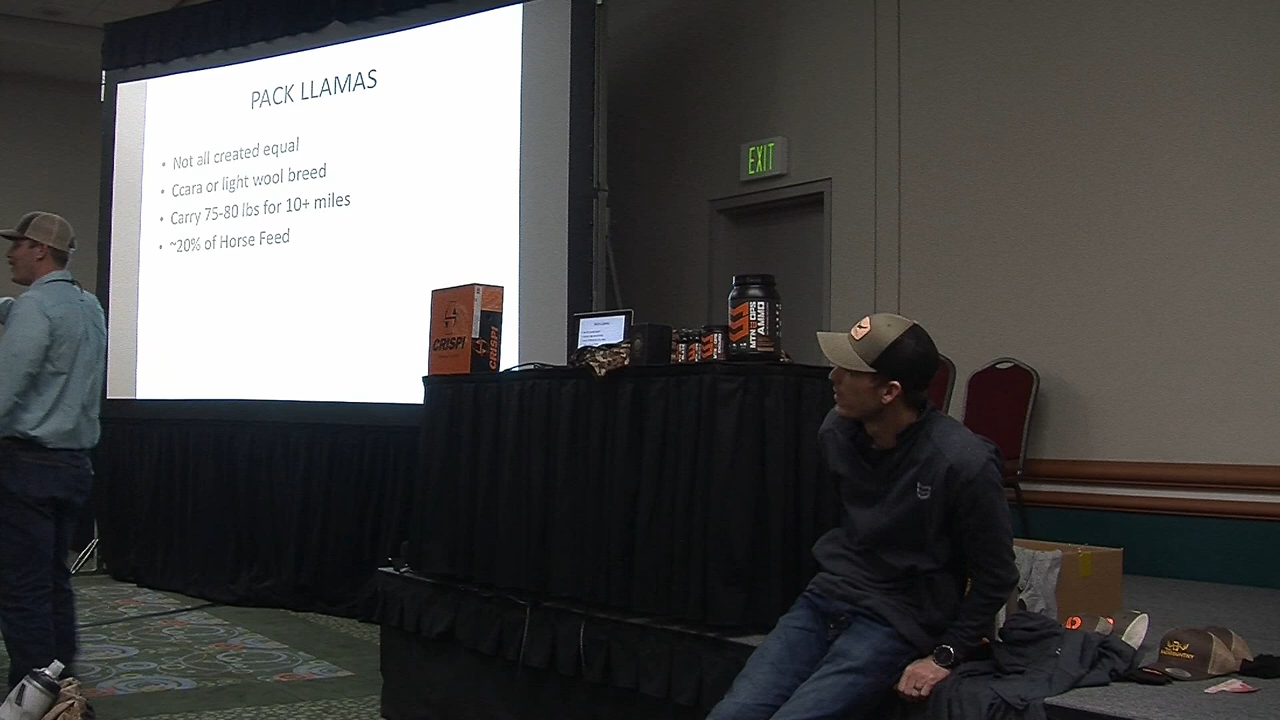 PACK LLAMAS
• Not all created equal
• Ccara or light wool breed
• Carry 75-80 lbs for 10+ miles
• ~20% of Horse Feed
EXIT
CRISPI
CRISPI
MTN OPS
AMMO